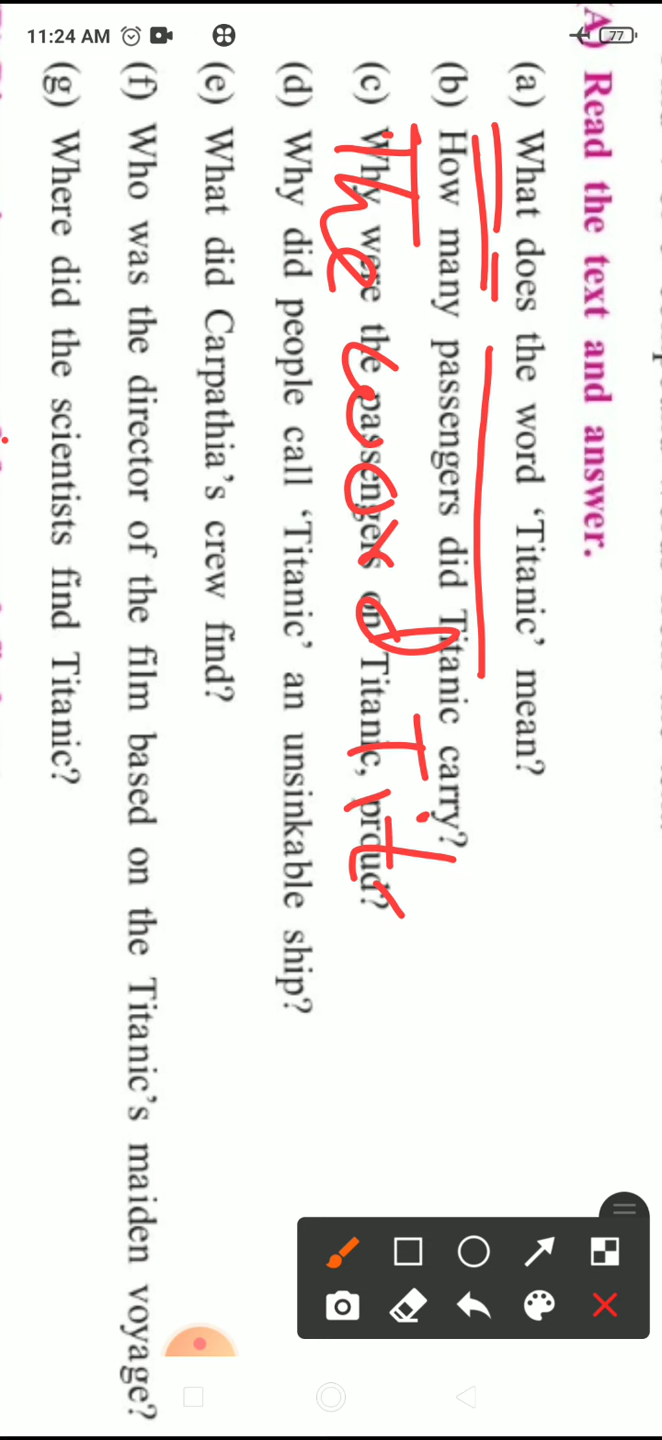 11:24 AM
77
A) Read the text and answer.
(a) What does the word 'Titanic' mean?
(b) How many passengers did Titanic carry?
(c) Why were the passengers on Titanic, proud?
(d) Why did people call 'Titanic' an unsinkable ship?
(e) What did Carpathia's crew find?
(f) Who was the director of the film based on the Titanic's maiden voyage?
(g) Where did the scientists find Titanic?
The word Tit